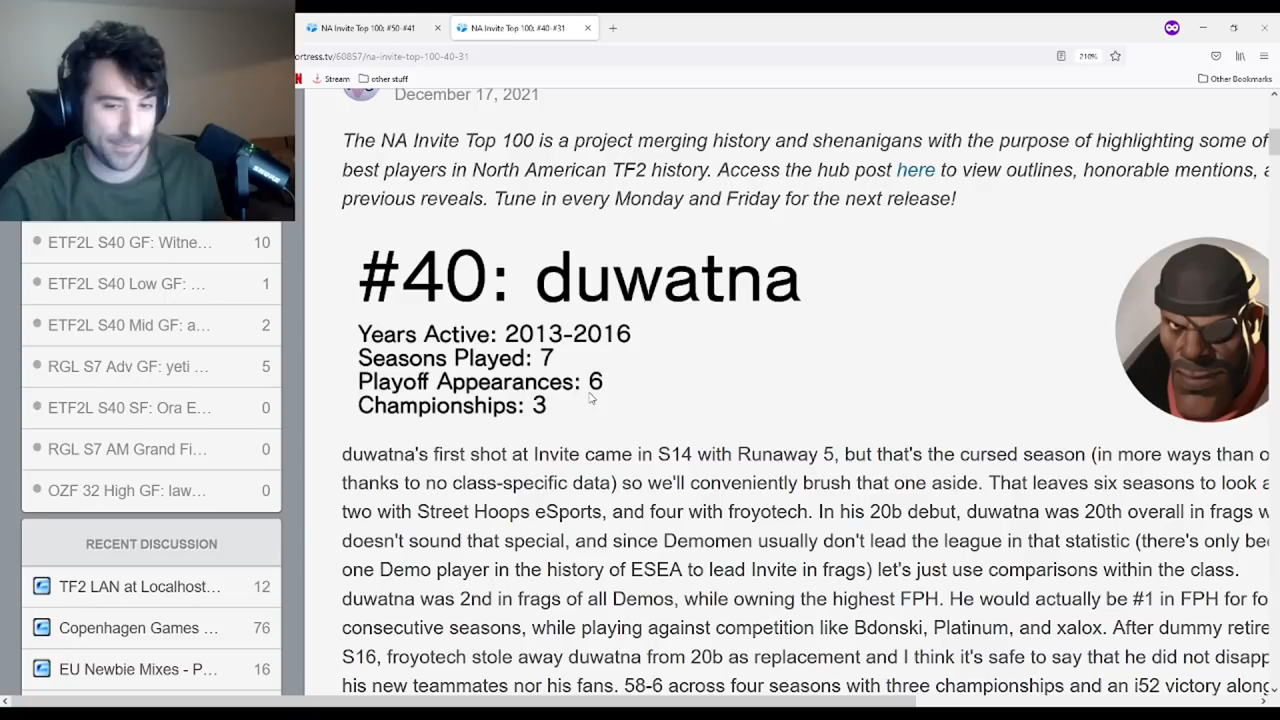 NA Invite Top 100: #50-#41
NA Invite Top 100: #40-#31
ortress.tv/60857/na-invite-top-100-40-31
210%
Stream
other stuff
Other Bookmarks
December 17, 2021
The NA Invite Top 100 is a project merging history and shenanigans with the purpose of highlighting some of
best players in North American TF2 history. Access the hub post here to view outlines, honorable mentions, a
previous reveals. Tune in every Monday and Friday for the next release!
#40: duwatna
Years Active: 2013-2016
Seasons Played: 7
Playoff Appearances: 6
Championships: 3
duwatna's first shot at Invite came in S14 with Runaway 5, but that's the cursed season (in more ways than o
thanks to no class-specific data) so we'll conveniently brush that one aside. That leaves six seasons to look a
two with Street Hoops eSports, and four with froyotech. In his 20b debut, duwatna was 20th overall in frags w
doesn't sound that special, and since Demomen usually don't lead the league in that statistic (there's only bee
one Demo player in the history of ESEA to lead Invite in frags) let's just use comparisons within the class.
duwatna was 2nd in frags of all Demos, while owning the highest FPH. He would actually be #1 in FPH for fo
consecutive seasons, while playing against competition like Bdonski, Platinum, and xalox. After dummy retire
S16, froyotech stole away duwatna from 20b as replacement and I think it's safe to say that he did not disapp
his new teammates nor his fans. 58-6 across four seasons with three championships and an i52 victory along
ETF2L S40 GF: Witne... 10
ETF2L S40 Low GF: ... 1
ETF2L S40 Mid GF: a... 2
RGL S7 Adv GF: yeti ... 5
ETF2L S40 SF: Ora E... 0
RGL S7 AM Grand Fi... 0
OZF 32 High GF: law... 0
RECENT DISCUSSION
TF2 LAN at Localhost... 12
Copenhagen Games ... 76
EU Newbie Mixes - P... 16
SHURE